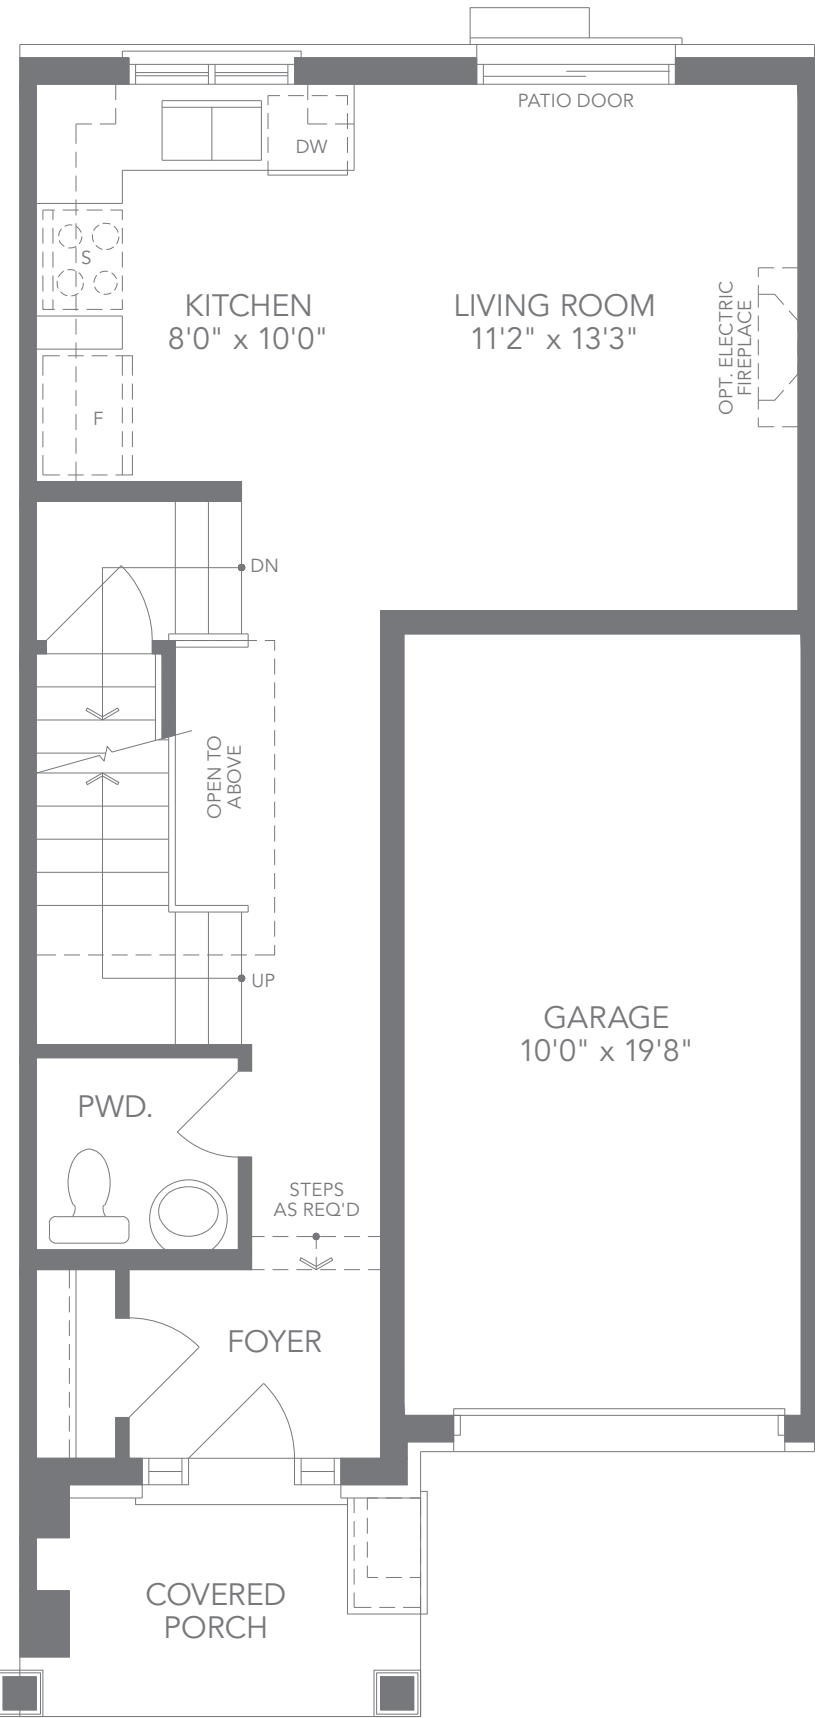 PATIO DOOR
DW
S
KITCHEN
8'0" x 10'0"
LIVING ROOM
11'2" x 13'3"
OPT. ELECTRIC
FIREPLACE
F
DN
OPEN TO
ABOVE
UP
GARAGE
10'0" x 19'8"
PWD.
STEPS
AS REQ'D
FOYER
COVERED
PORCH